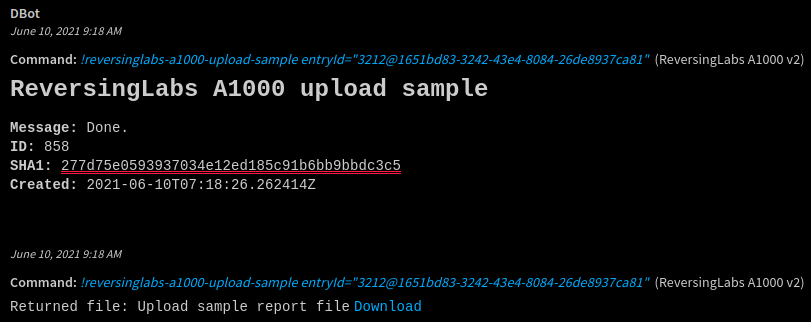 DBot
June 10, 2021 9:18 AM
Command: !reversinglabs-a1000-upload-sample entryId="3212@1651bd83-3242-43e4-8084-26de8937ca81" (ReversingLabs A1000 v2)
ReversingLabs A1000 upload sample
Message: Done.
ID: 858
SHA1: 277d75e0593937034e12ed185c91b6bb9bbdc3c5
Created: 2021-06-10T07:18:26.262414Z
June 10, 2021 9:18 AM
Command: !reversinglabs-a1000-upload-sample entryId="3212@1651bd83-3242-43e4-8084-26de8937ca81" (ReversingLabs A1000 v2)
Returned file: Upload sample report file Download